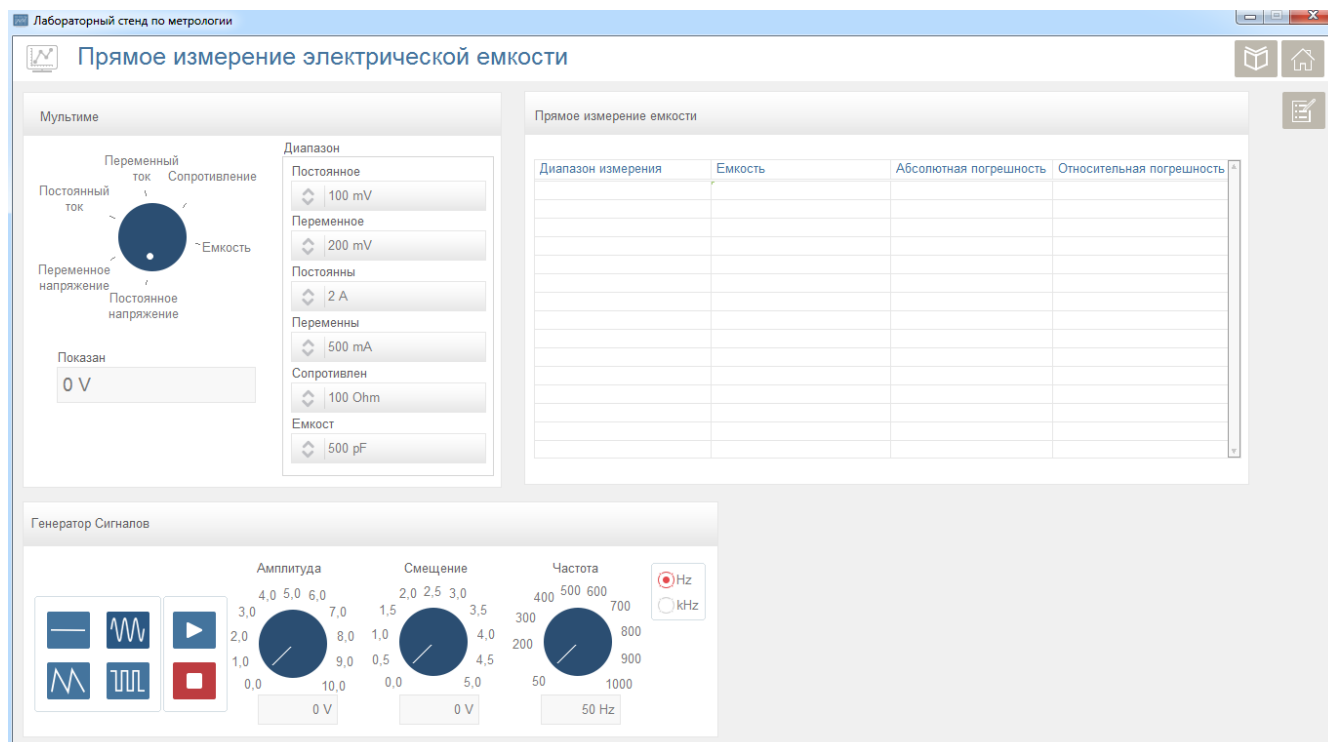 Лабораторный стенд по метрологии
Прямое измерение электрической емкости
Мультиме
Переменный
ток
Сопротивление
Постоянный
ток
Емкость
Переменное
напряжение
Постоянное
напряжение
Показан
0 V
Диапазон
Постоянное
100 mV
Переменное
200 mV
Постоянны
2 A
Переменны
500 mA
Сопротивлен
100 Ohm
Емкост
500 pF
Прямое измерение емкости
Диапазон измерения Емкость Абсолютная погрешность Относительная погрешность
Генератор Сигналов
Амплитуда
4,0 5,0 6,0
3,0 7,0
2,0 8,0
1,0 9,0
0,0 10,0
0 V
Смещение
2,0 2,5 3,0
1,5 3,5
1,0 4,0
0,5 4,5
0,0 5,0
0 V
Частота
400 500 600
300 700
200 800
900
50 1000
50 Hz
Hz
kHz